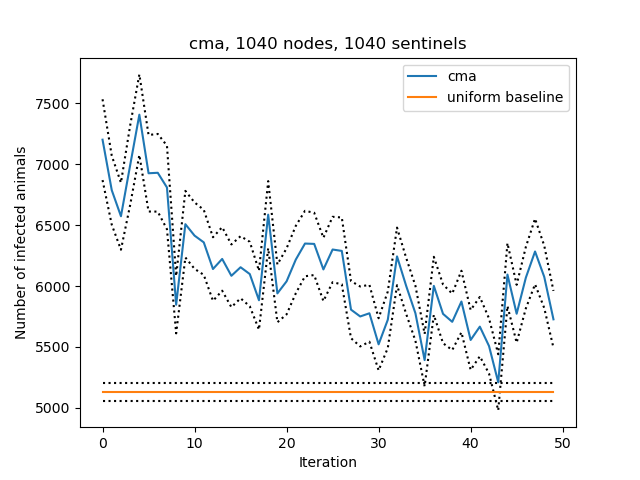 cma, 1040 nodes, 1040 sentinels
cma
uniform baseline
Number of infected animals
7500
7000
6500
6000
5500
5000
0 10 20 30 40 50
Iteration